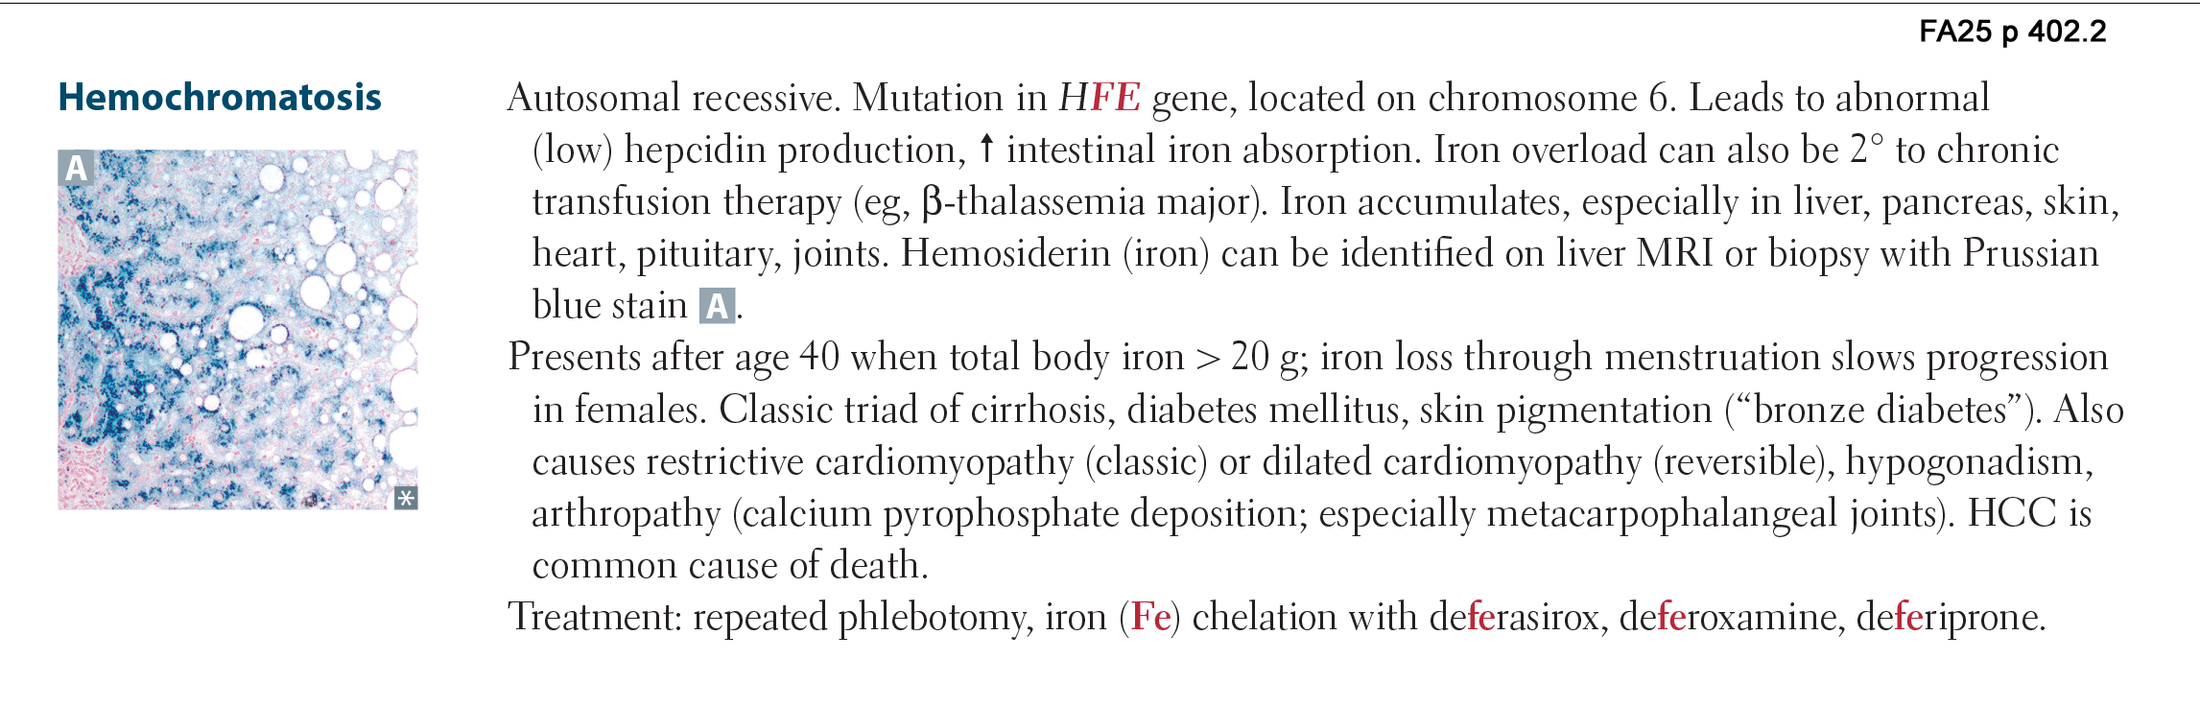 FA25 p 402.2
Hemochromatosis
A
*
Autosomal recessive. Mutation in HFE gene, located on chromosome 6. Leads to abnormal
(low) hepcidin production, ↑ intestinal iron absorption. Iron overload can also be 2° to chronic
transfusion therapy (eg, β-thalassemia major). Iron accumulates, especially in liver, pancreas, skin,
heart, pituitary, joints. Hemosiderin (iron) can be identified on liver MRI or biopsy with Prussian
blue stain A.
Presents after age 40 when total body iron > 20 g; iron loss through menstruation slows progression
in females. Classic triad of cirrhosis, diabetes mellitus, skin pigmentation (“bronze diabetes”). Also
causes restrictive cardiomyopathy (classic) or dilated cardiomyopathy (reversible), hypogonadism,
arthropathy (calcium pyrophosphate deposition; especially metacarpophalangeal joints). HCC is
common cause of death.
Treatment: repeated phlebotomy, iron (Fe) chelation with deferasirox, deferoxamine, deferiprone.